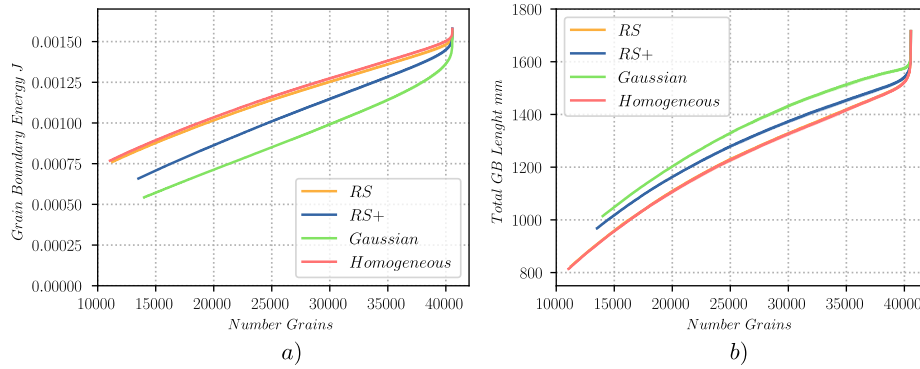 0.00150
0.00125
0.00100
0.00075
0.00050
0.00025
0.00000
Grain Boundary Energy J
10000 15000 20000 25000 30000 35000 40000
Number Grains
RS
RS+
Gaussian
Homogeneous
a)
1800
1600
1400
1200
1000
800
Total GB Lenght mm
10000 15000 20000 25000 30000 35000 40000
Number Grains
RS
RS+
Gaussian
Homogeneous
b)